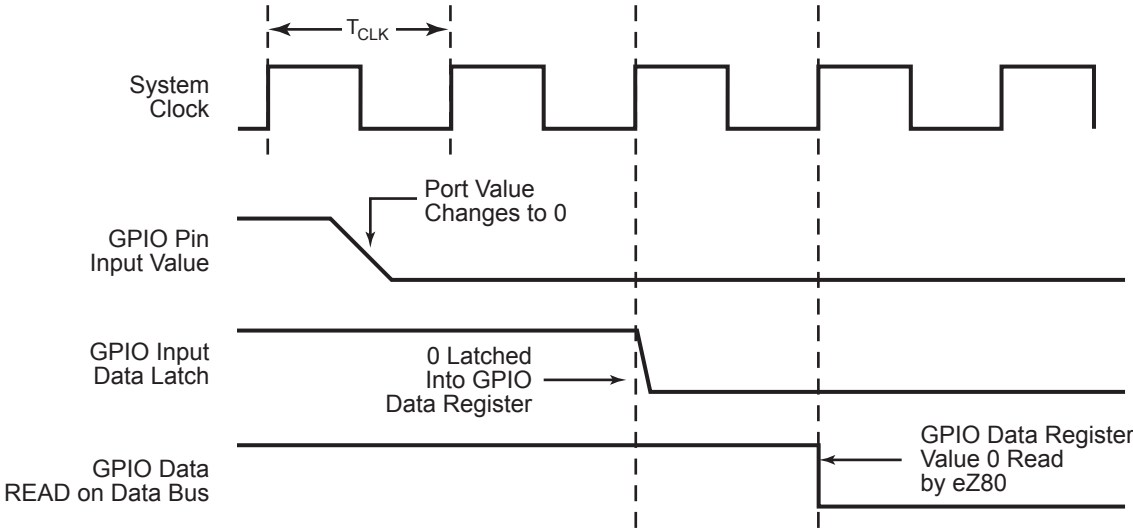 TCLK
System
Clock
Port Value
Changes to 0
GPIO Pin
Input Value
GPIO Input
Data Latch
0 Latched
Into GPIO
Data Register
GPIO Data Register
Value 0 Read
by eZ80
GPIO Data
READ on Data Bus